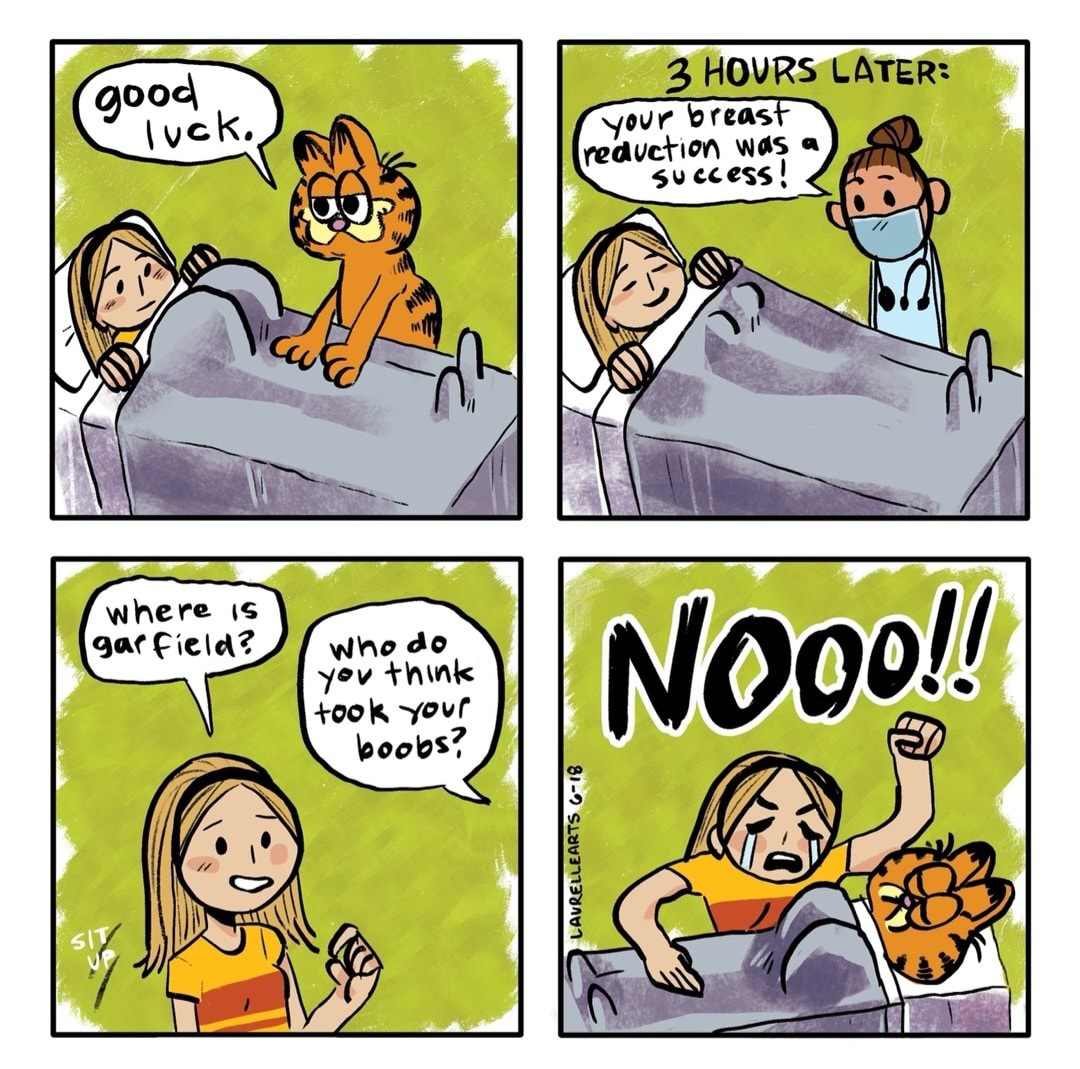 good
luck.
3 HOURS LATER:
your breast
reduction was a
success!
where is
garfield?
who do
you think
took your
boobs?
SIT
UP
NOOO!!
LAURELLEARTS 6-18